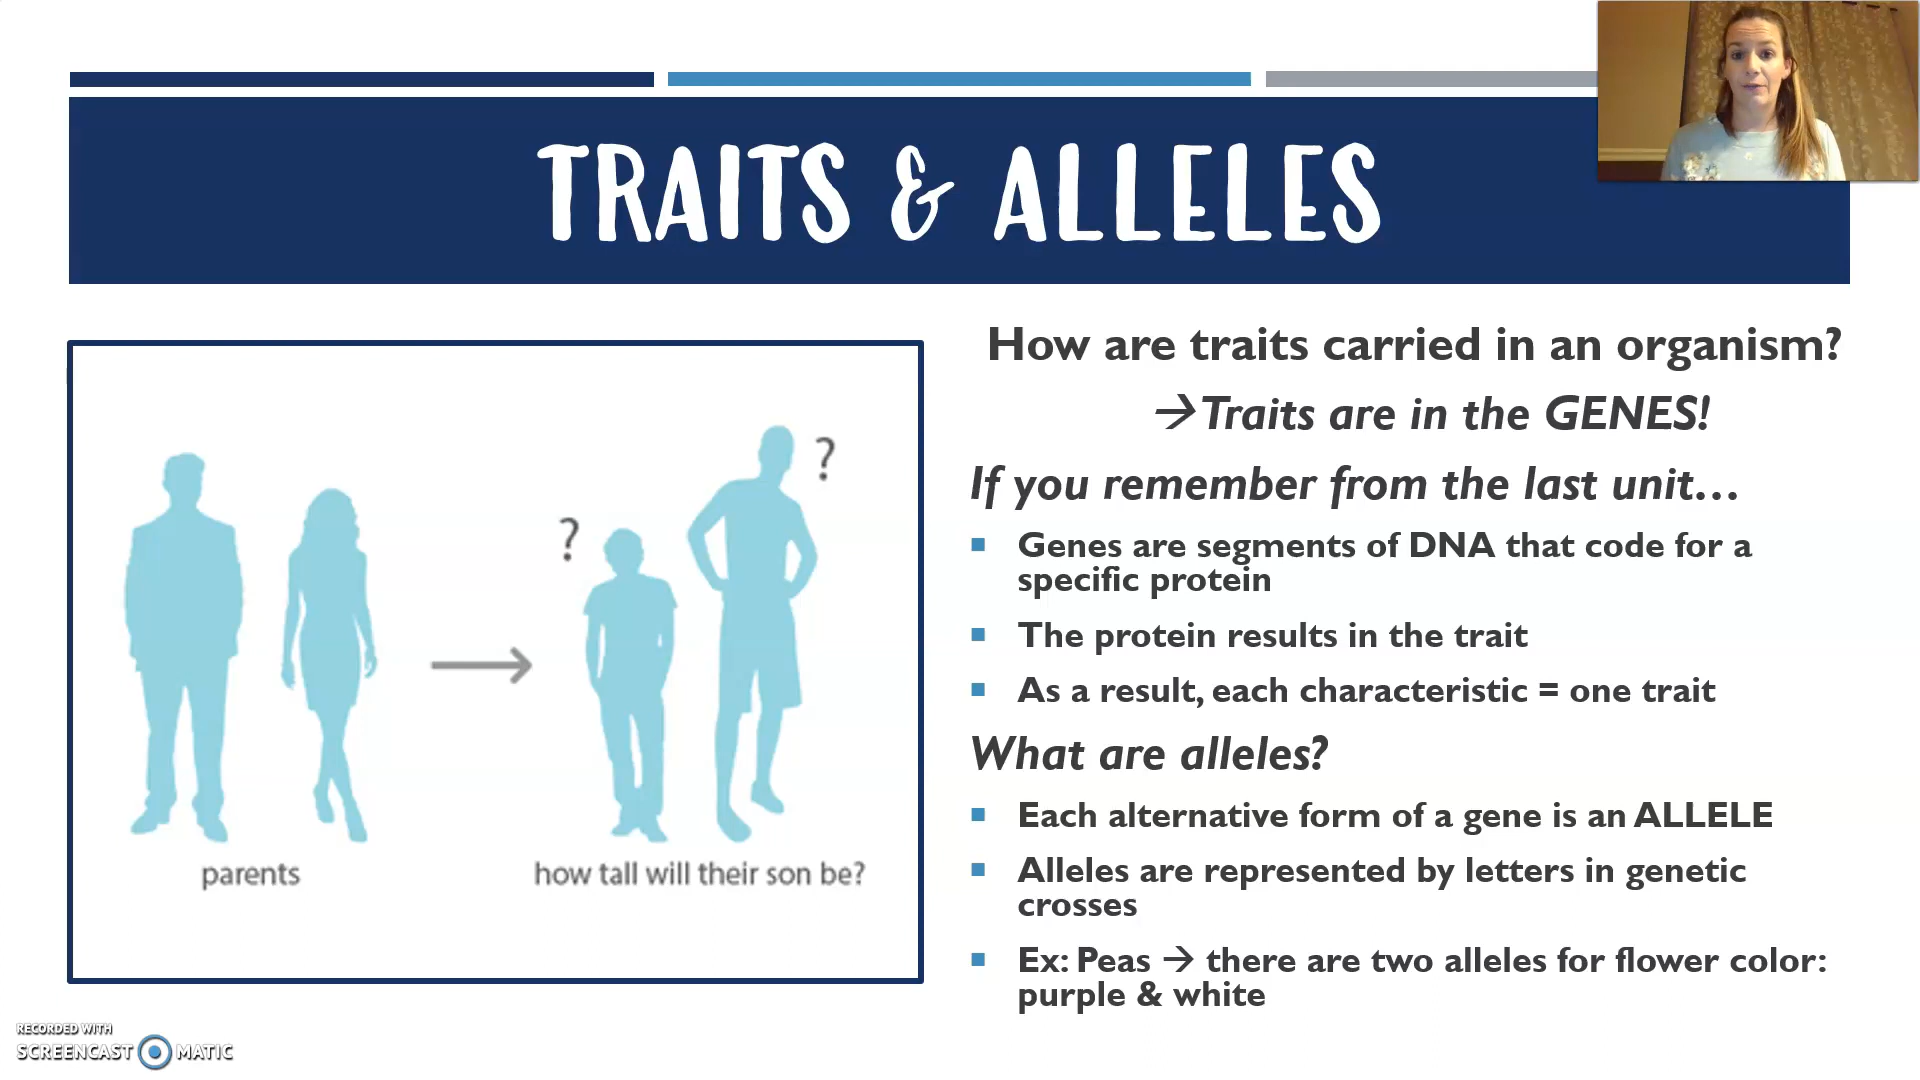 TRAITS & ALLELES
How are traits carried in an organism?
→Traits are in the GENES!
If you remember from the last unit…
▪ Genes are segments of DNA that code for a
specific protein
▪ The protein results in the trait
▪ As a result, each characteristic = one trait
What are alleles?
▪ Each alternative form of a gene is an ALLELE
▪ Alleles are represented by letters in genetic
crosses
▪ Ex: Peas → there are two alleles for flower color:
purple & white
?
?
parents
how tall will their son be?
RECORDED WITH
SCREENCAST MATIC